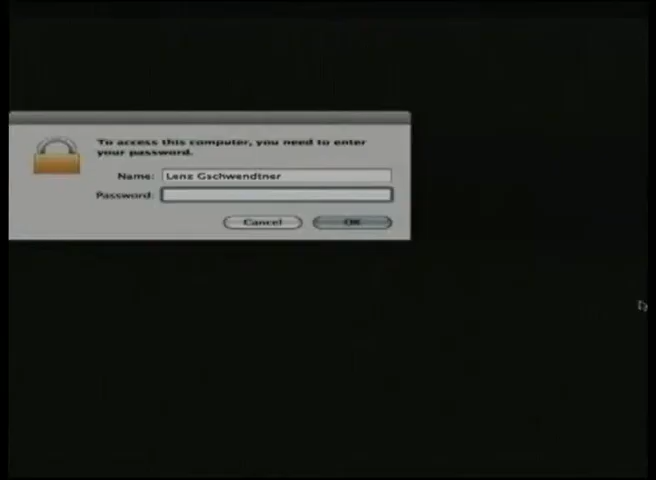 To access this computer, you need to enter
your password.
Name: Lenz Gschwendtner
Password:
Cancel OK